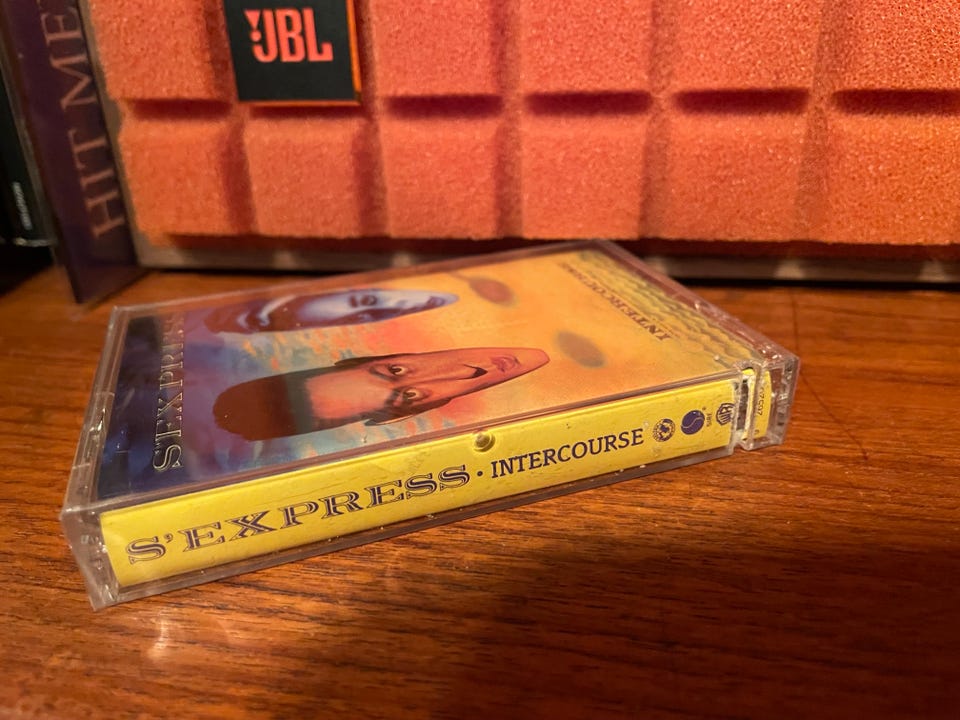 JBL
HIT ME
S'EXPRESS
INTERCOURSE
S'EXPRESS · INTERCOURSE